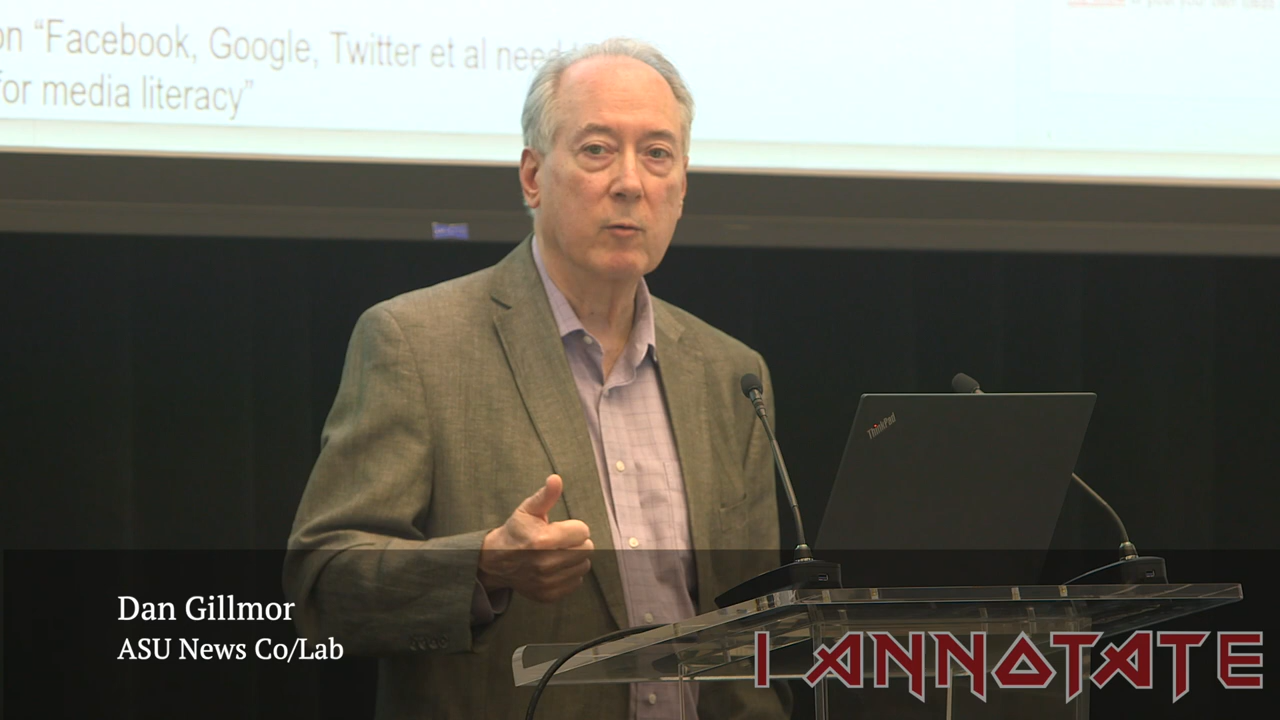 on “Facebook, Google, Twitter et al need
for media literacy”
ThinkPad
Dan Gillmor
ASU News Co/Lab
I ANNOTATE